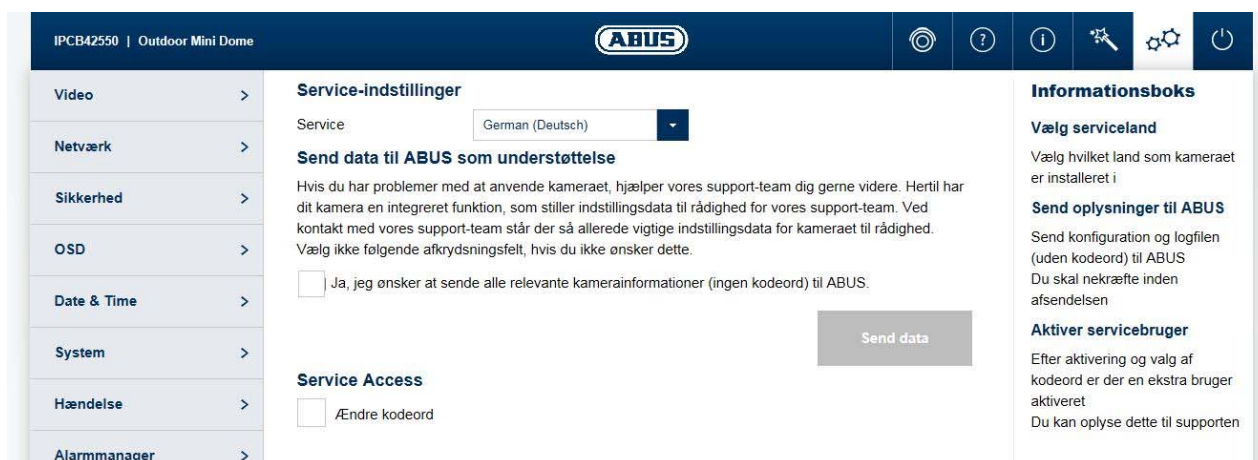 IPCB42550 | Outdoor Mini Dome
ABUS
Video
Netværk
Sikkerhed
OSD
Date & Time
System
Hændelse
Alarmmanager
Service-indstillinger
Service
German (Deutsch)
Send data til ABUS som understøttelse
Hvis du har problemer med at anvende kameraet, hjælper vores support-team dig gerne videre. Hertil har
dit kamera en integreret funktion, som stiller indstillingsdata til rådighed for vores support-team. Ved
kontakt med vores support-team står der så allerede vigtige indstillingsdata for kameraet til rådighed.
Vælg ikke følgende afkrydsningsfelt, hvis du ikke ønsker dette.
Ja, jeg ønsker at sende alle relevante kamerainformationer (ingen kodeord) til ABUS.
Send data
Service Access
Ændre kodeord
Informationsboks
Vælg serviceland
Vælg hvilket land som kameraet
er installeret i
Send oplysninger til ABUS
Send konfiguration og logfilen
(uden kodeord) til ABUS
Du skal nekræfte inden
afsendelsen
Aktiver servicebruger
Efter aktivering og valg af
kodeord er der en ekstra bruger
aktiveret
Du kan oplyse dette til supporten